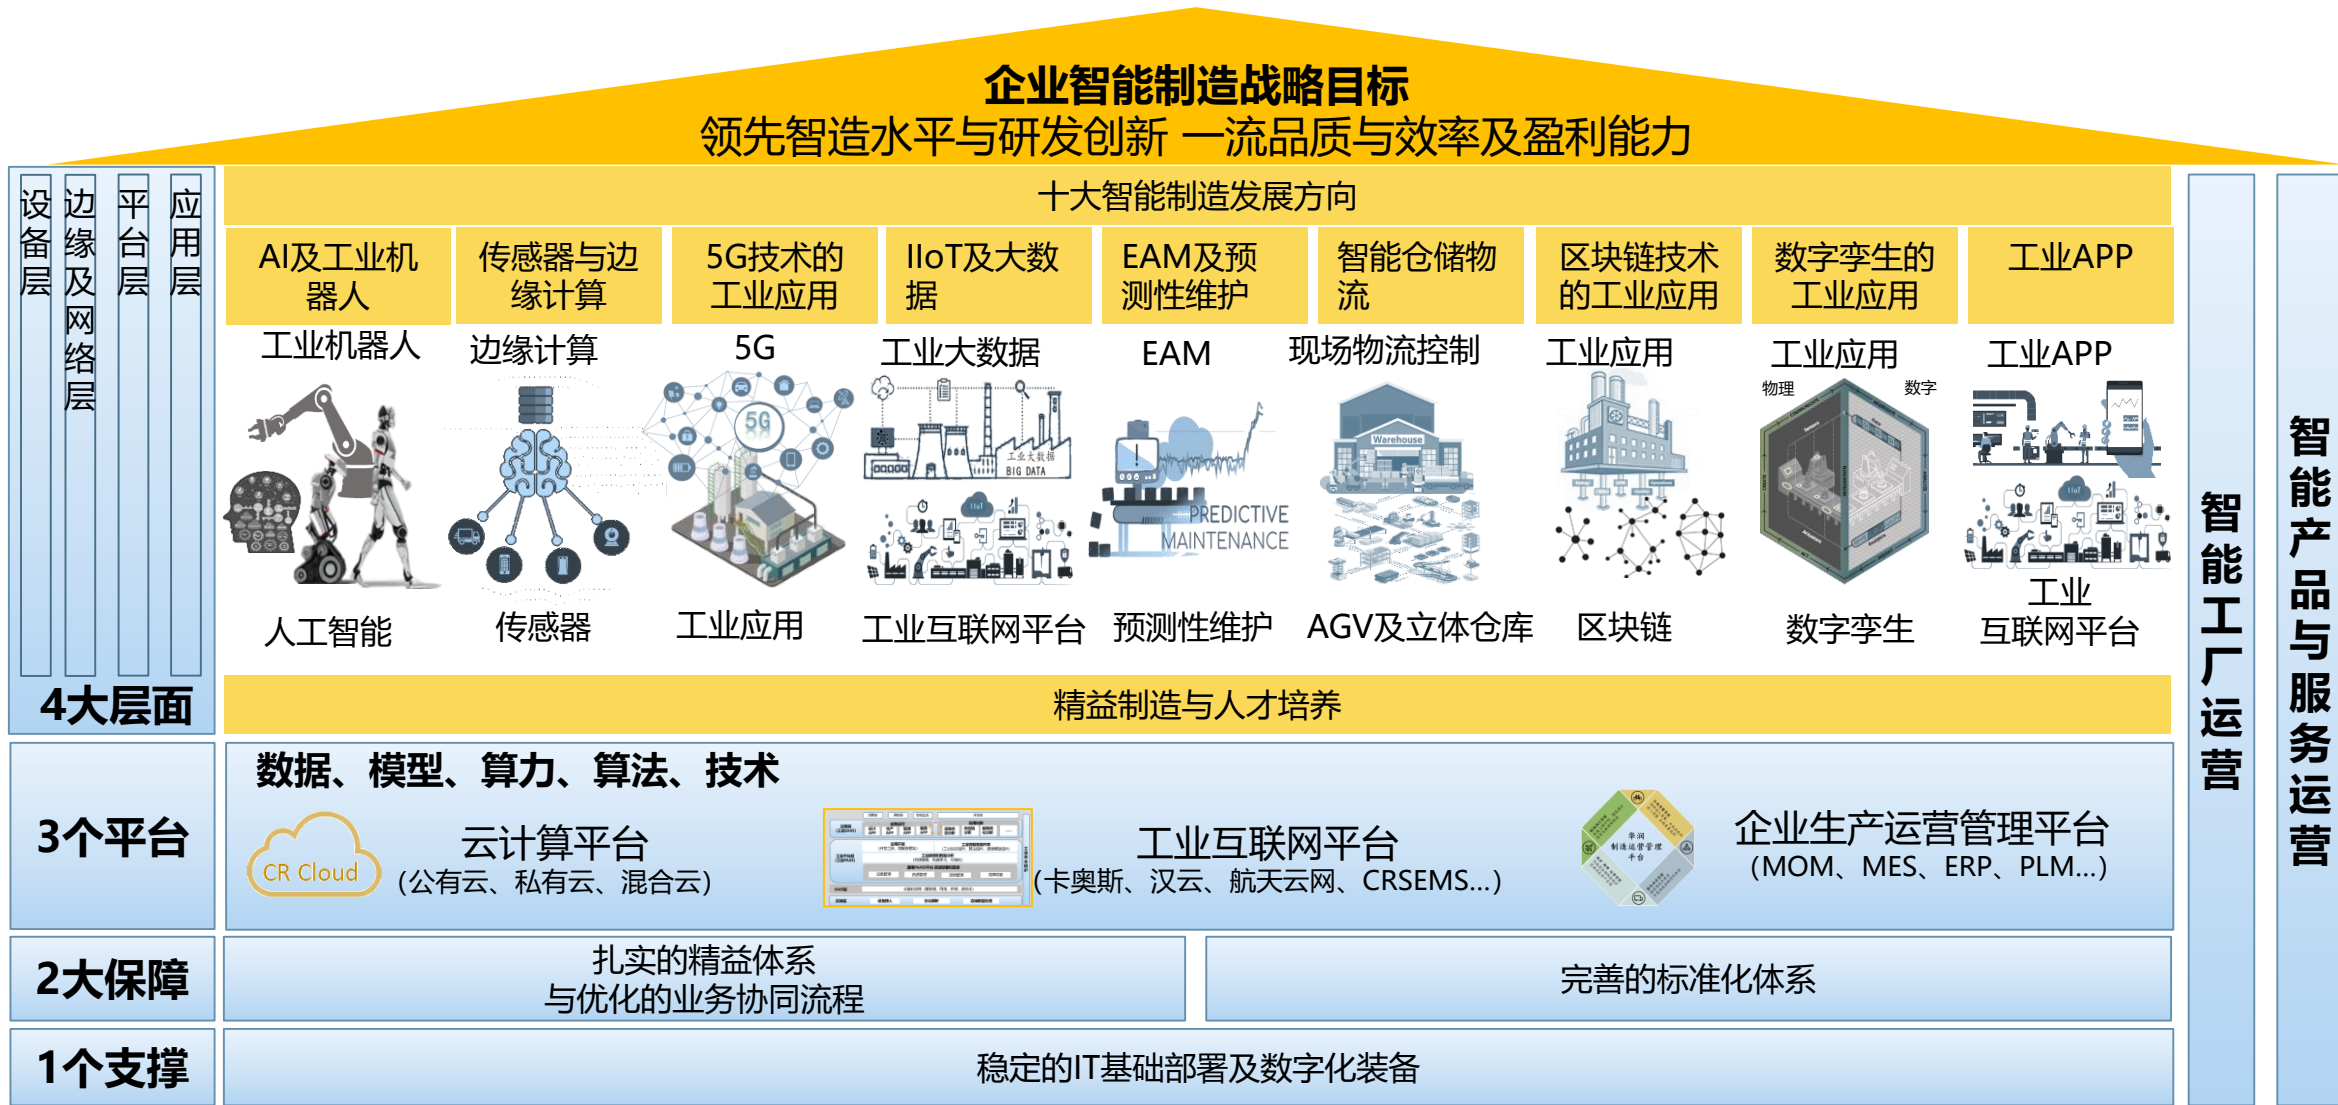 企业智能制造战略目标
领先智造水平与研发创新 一流品质与效率及盈利能力
设备层
边缘及网络层
平台层
应用层
4大层面
十大智能制造发展方向
AI及工业机
器人
传感器与边
缘计算
5G技术的
工业应用
IIoT及大数
据
EAM及预
测性维护
智能仓储物
流
区块链技术
的工业应用
数字孪生的
工业应用
工业APP
工业机器人
边缘计算
5G
工业大数据
EAM
现场物流控制
工业应用
工业应用
工业APP
物理
数字
5G
工业大数据
BIG DATA
IIoT
PREDICTIVE
MAINTENANCE
Warehouse
IIoT
人工智能
传感器
工业应用
工业互联网平台
预测性维护
AGV及立体仓库
区块链
数字孪生
工业
互联网平台
精益制造与人才培养
3个平台
数据、模型、算力、算法、技术
CR Cloud
云计算平台
（公有云、私有云、混合云）
工业互联网平台
（卡奥斯、汉云、航天云网、CRSEMS...）
华润
制造运营管理
平台
企业生产运营管理平台
（MOM、MES、ERP、PLM...）
2大保障
扎实的精益体系
与优化的业务协同流程
完善的标准化体系
1个支撑
稳定的IT基础部署及数字化装备
智能工厂运营
智能产品与服务运营